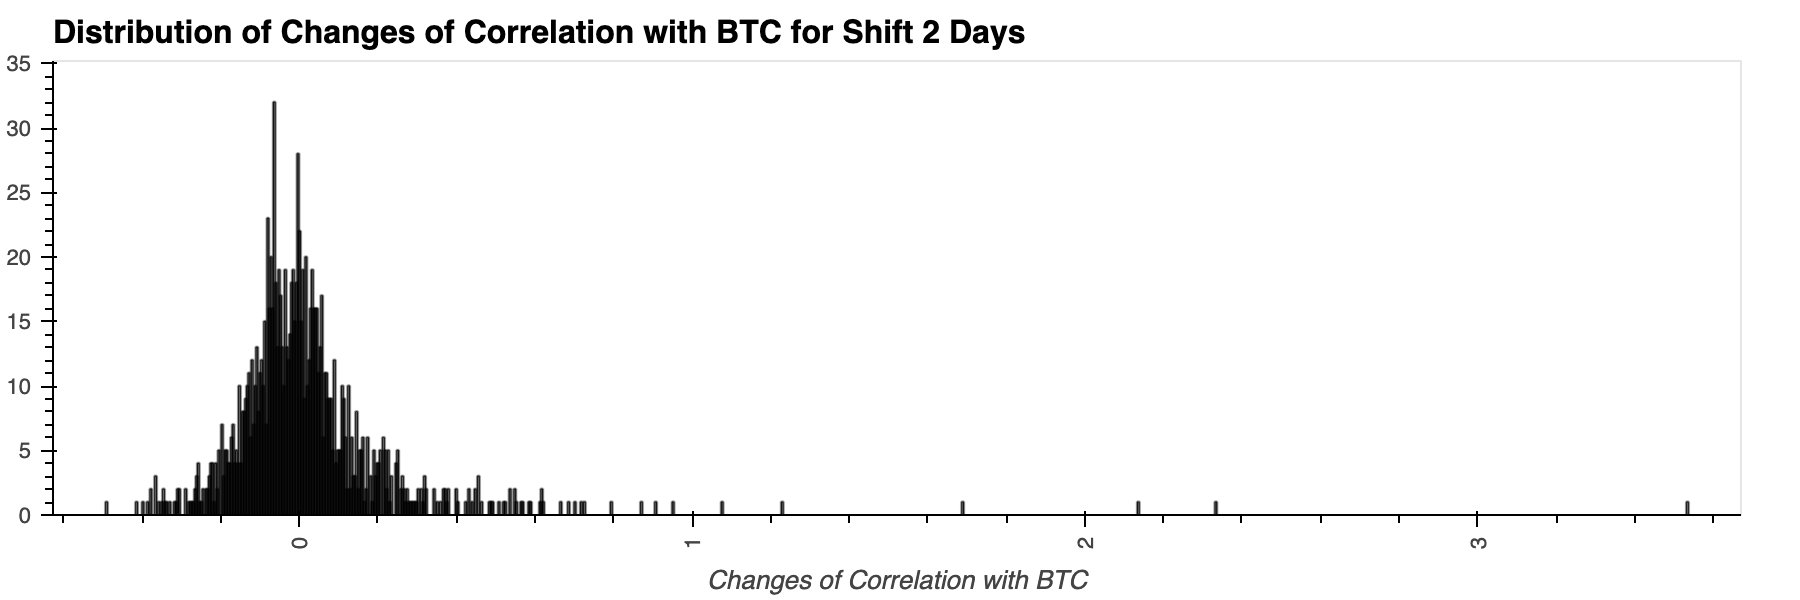 Distribution of Changes of Correlation with BTC for Shift 2 Days
35
30
25
20
15
10
5
0
0 1 2 3
Changes of Correlation with BTC